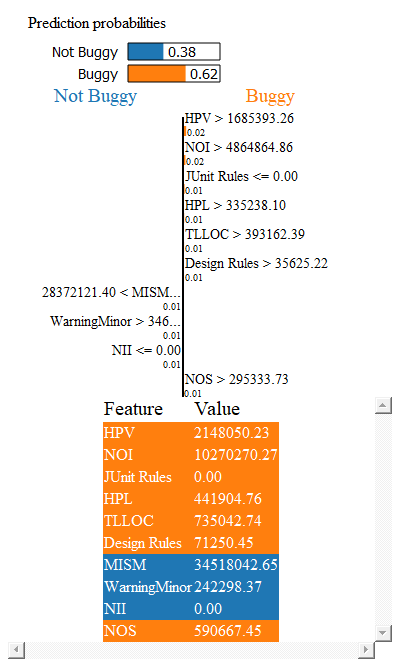 Prediction probabilities
Not Buggy 0.38
Buggy 0.62
Not Buggy Buggy
HPV > 1685393.26
0.02
NOI > 4864864.86
0.02
JUnit Rules <= 0.00
0.01
HPL > 335238.10
0.01
TLLOC > 393162.39
0.01
Design Rules > 35625.22
0.01
28372121.40 < MISM...
0.01
WarningMinor > 346...
0.01
NII <= 0.00
0.01
NOS > 295333.73
0.01
Feature Value
HPV 2148050.23
NOI 10270270.27
JUnit Rules 0.00
HPL 441904.76
TLLOC 735042.74
Design Rules 71250.45
MISM 34518042.65
WarningMinor 242298.37
NII 0.00
NOS 590667.45